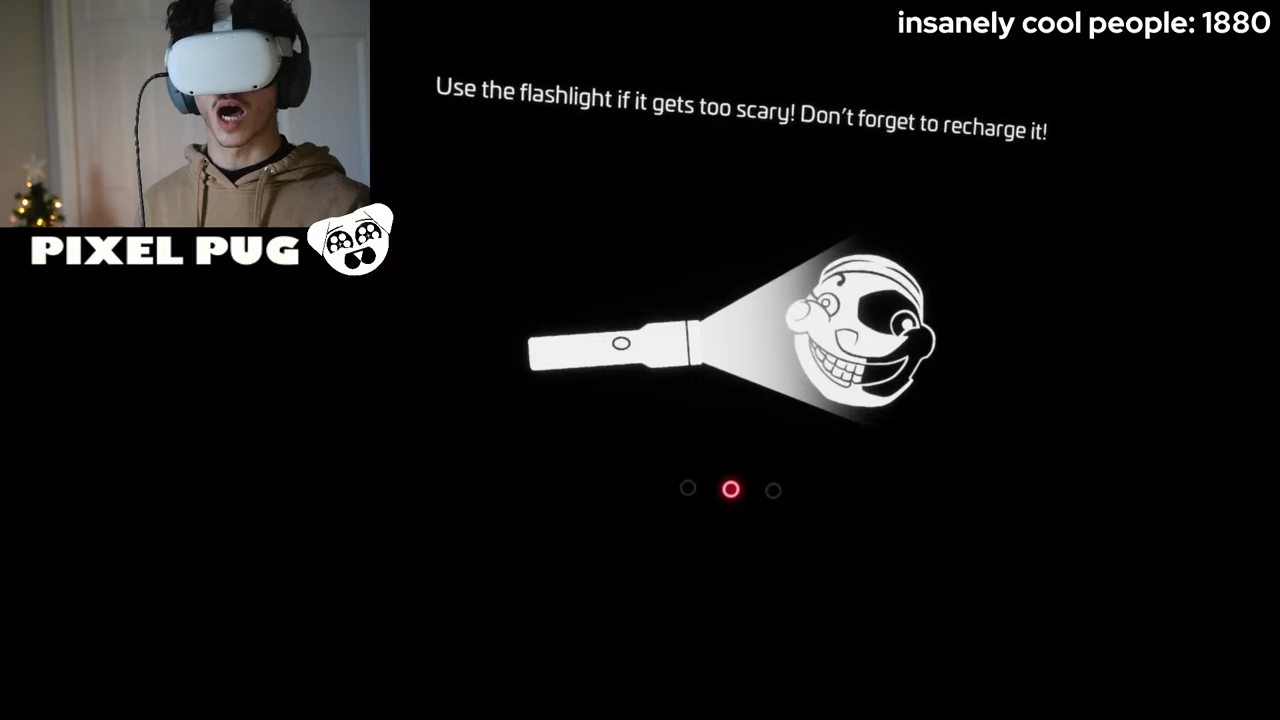 insanely cool people: 1880
Use the flashlight if it gets too scary! Don't forget to recharge it!
PIXEL PUG